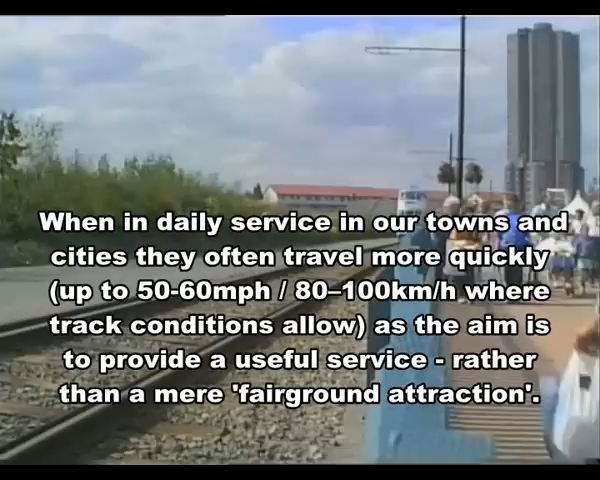 When in daily service in our towns and
cities they often travel more quickly
(up to 50-60mph / 80–100km/h where
track conditions allow) as the aim is
to provide a useful service - rather
than a mere 'fairground attraction'.